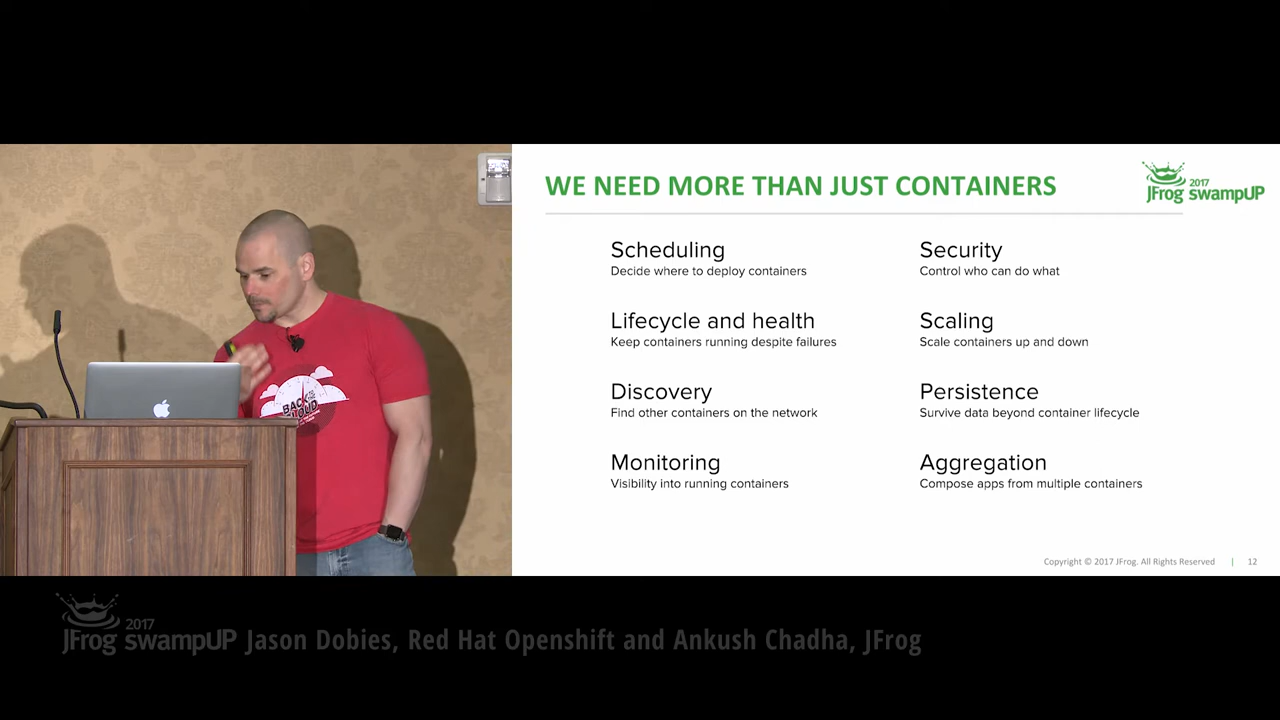 WE NEED MORE THAN JUST CONTAINERS
2017
JFrog swampUP
Scheduling
Decide where to deploy containers
Lifecycle and health
Keep containers running despite failures
Discovery
Find other containers on the network
Monitoring
Visibility into running containers
Security
Control who can do what
Scaling
Scale containers up and down
Persistence
Survive data beyond container lifecycle
Aggregation
Compose apps from multiple containers
BACK
TO THE
CLOUD
Copyright © 2017 JFrog. All Rights Reserved | 12
2017
JFrog swampUP Jason Dobies, Red Hat Openshift and Ankush Chadha, JFrog